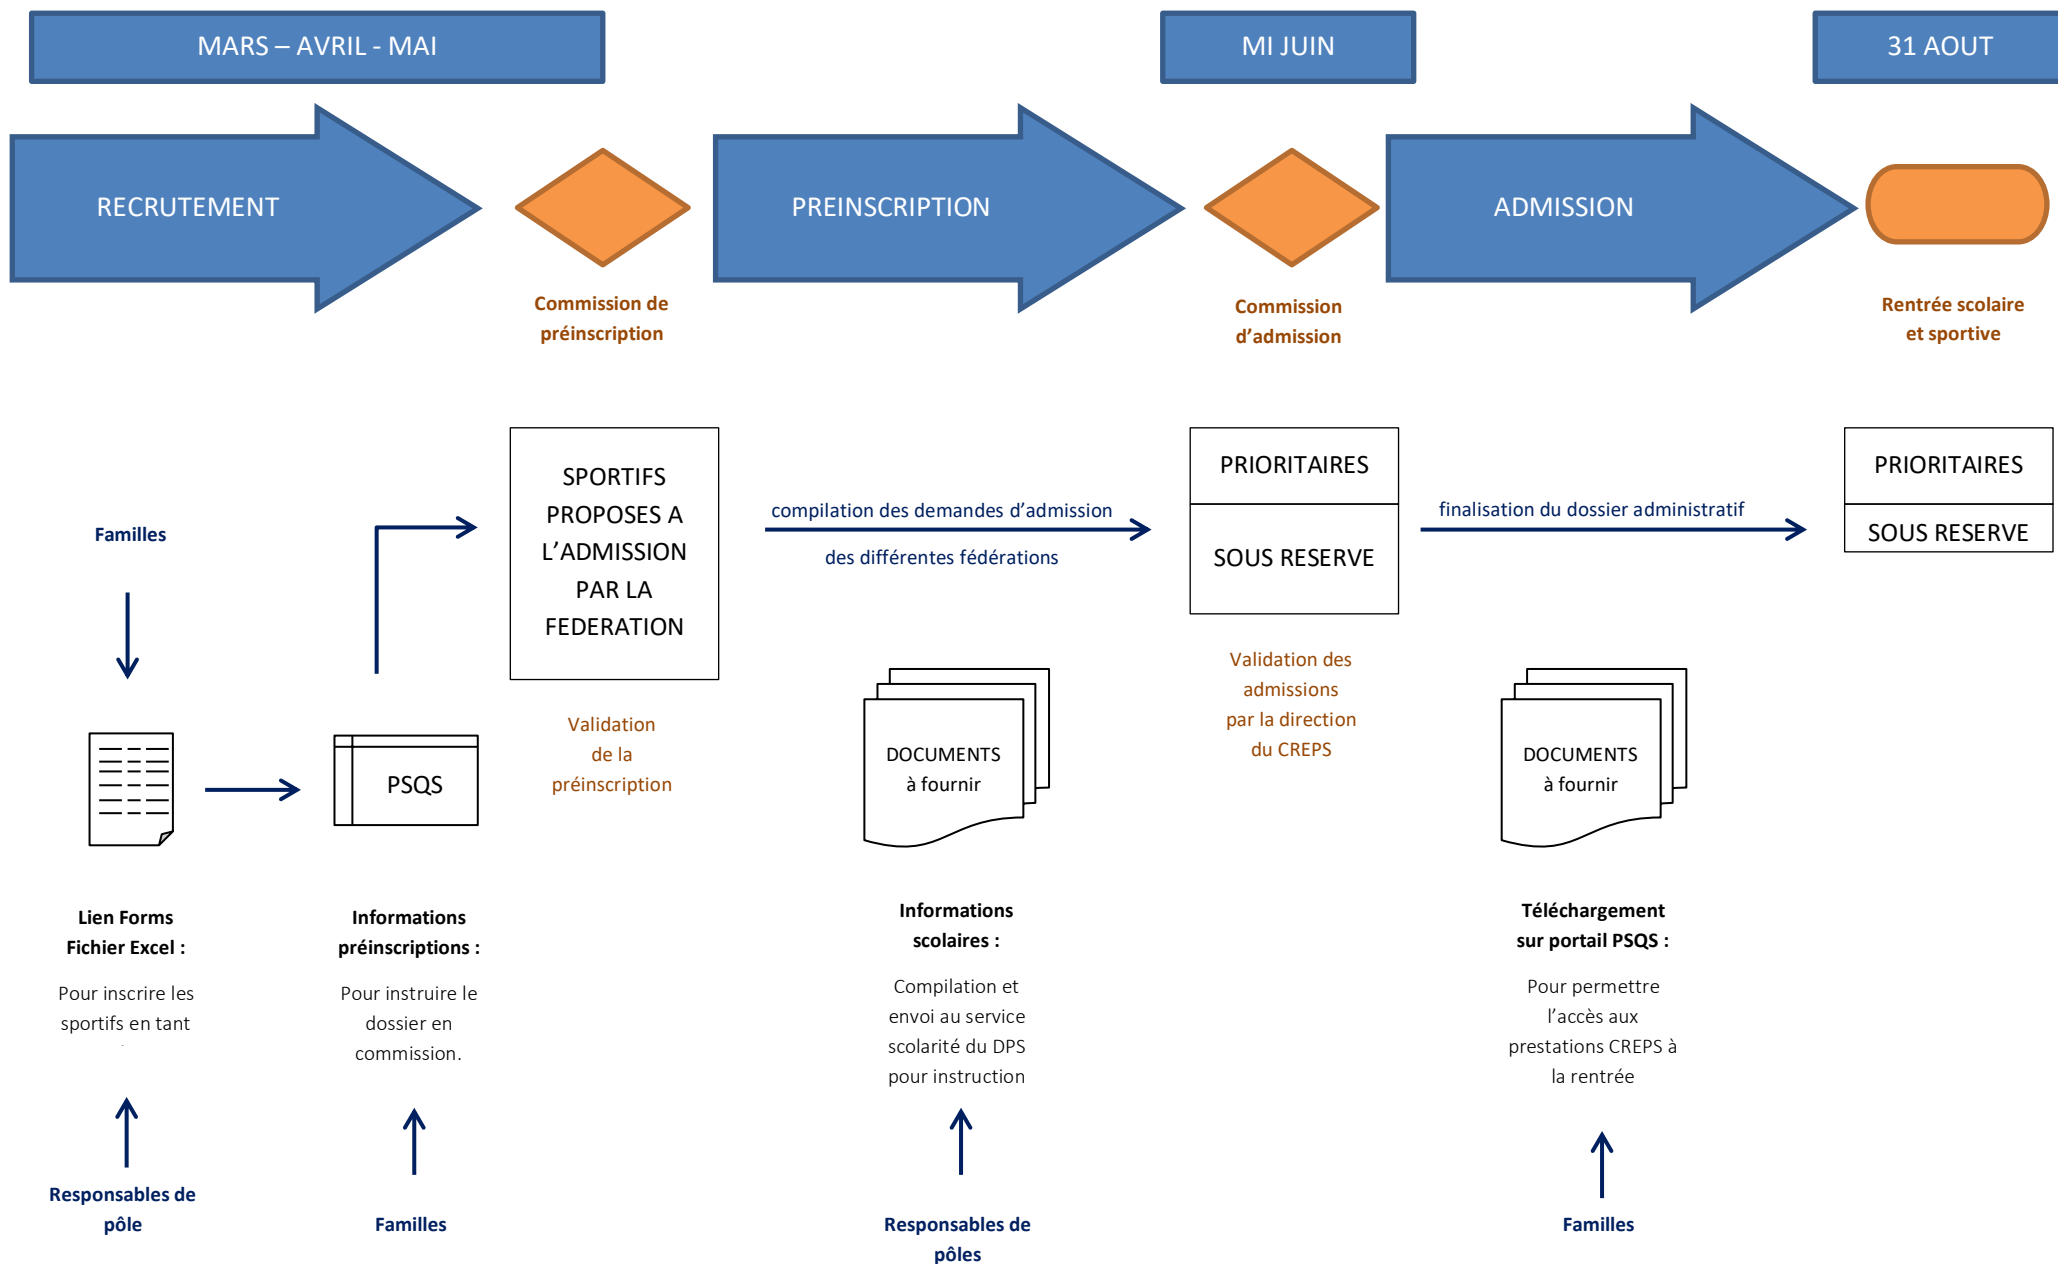 MARS – AVRIL - MAI
MI JUIN
31 AOUT
RECRUTEMENT
PREINSCRIPTION
ADMISSION
Commission de
préinscription
Commission
d’admission
Rentrée scolaire
et sportive
Familles
SPORTIFS
PROPOSES A
L’ADMISSION
PAR LA
FEDERATION
compilation des demandes d’admission
des différentes fédérations
PRIORITAIRES
SOUS RESERVE
finalisation du dossier administratif
PRIORITAIRES
SOUS RESERVE
PSQS
Validation
de la
préinscription
DOCUMENTS
à fournir
Validation des
admissions
par la direction
du CREPS
DOCUMENTS
à fournir
Lien Forms
Fichier Excel :
Pour inscrire les
sportifs en tant
Informations
préinscriptions :
Pour instruire le
dossier en
commission.
Informations
scolaires :
Compilation et
envoi au service
scolarité du DPS
pour instruction
Téléchargement
sur portail PSQS :
Pour permettre
l’accès aux
prestations CREPS à
la rentrée
Responsables de
pôle
Familles
Responsables de
pôles
Familles